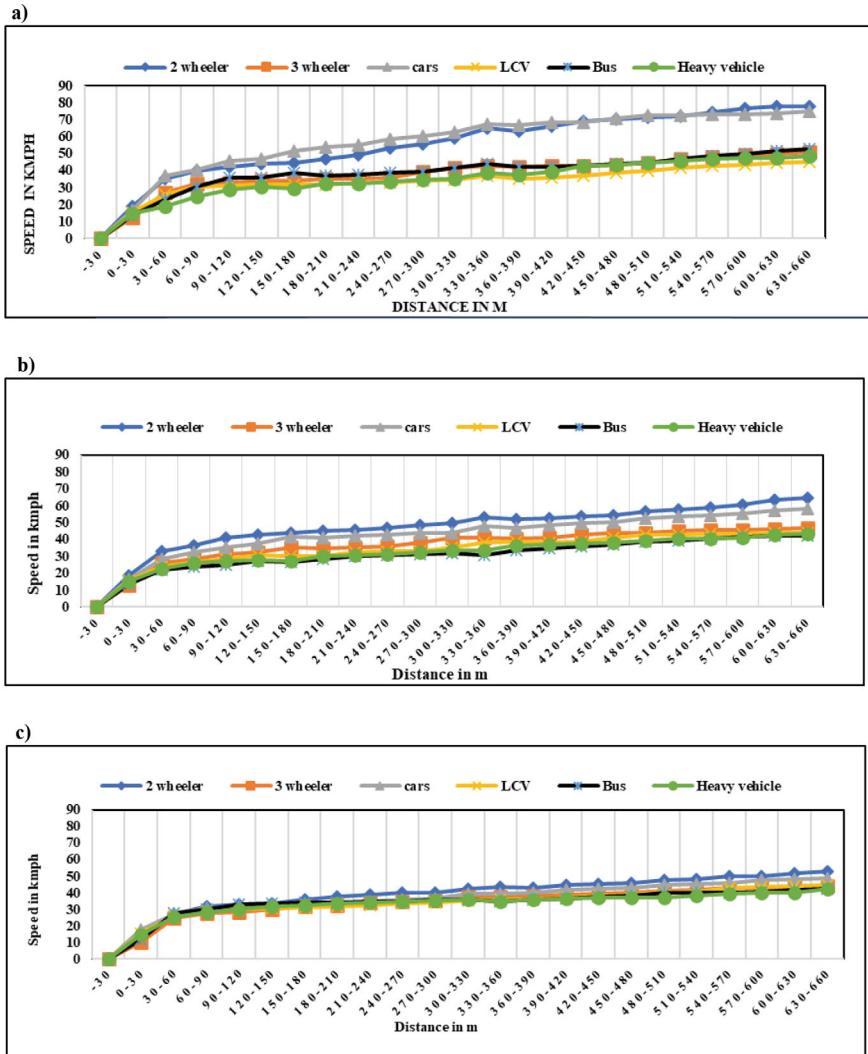 a)
2 wheeler 3 wheeler cars LCV Bus Heavy vehicle
SPEED IN KMPH
90
80
70
60
50
40
30
20
10
0
-30 0-30 30-60 60-90 90-120 120-150 150-180 180-210 210-240 240-270 270-300 300-330 330-360 360-390 390-420 420-450 450-480 480-510 510-540 540-570 570-600 600-630 630-660
DISTANCE IN M
b)
2 wheeler 3 wheeler cars LCV Bus Heavy vehicle
Speed in kmph
90
80
70
60
50
40
30
20
10
0
-30 0-30 30-60 60-90 90-120 120-150 150-180 180-210 210-240 240-270 270-300 300-330 330-360 360-390 390-420 420-450 450-480 480-510 510-540 540-570 570-600 600-630 630-660
Distance in m
c)
2 wheeler 3 wheeler cars LCV Bus Heavy vehicle
Speed in kmph
90
80
70
60
50
40
30
20
10
0
-30 0-30 30-60 60-90 90-120 120-150 150-180 180-210 210-240 240-270 270-300 300-330 330-360 360-390 390-420 420-450 450-480 480-510 510-540 540-570 570-600 600-630 630-660
Distance in m